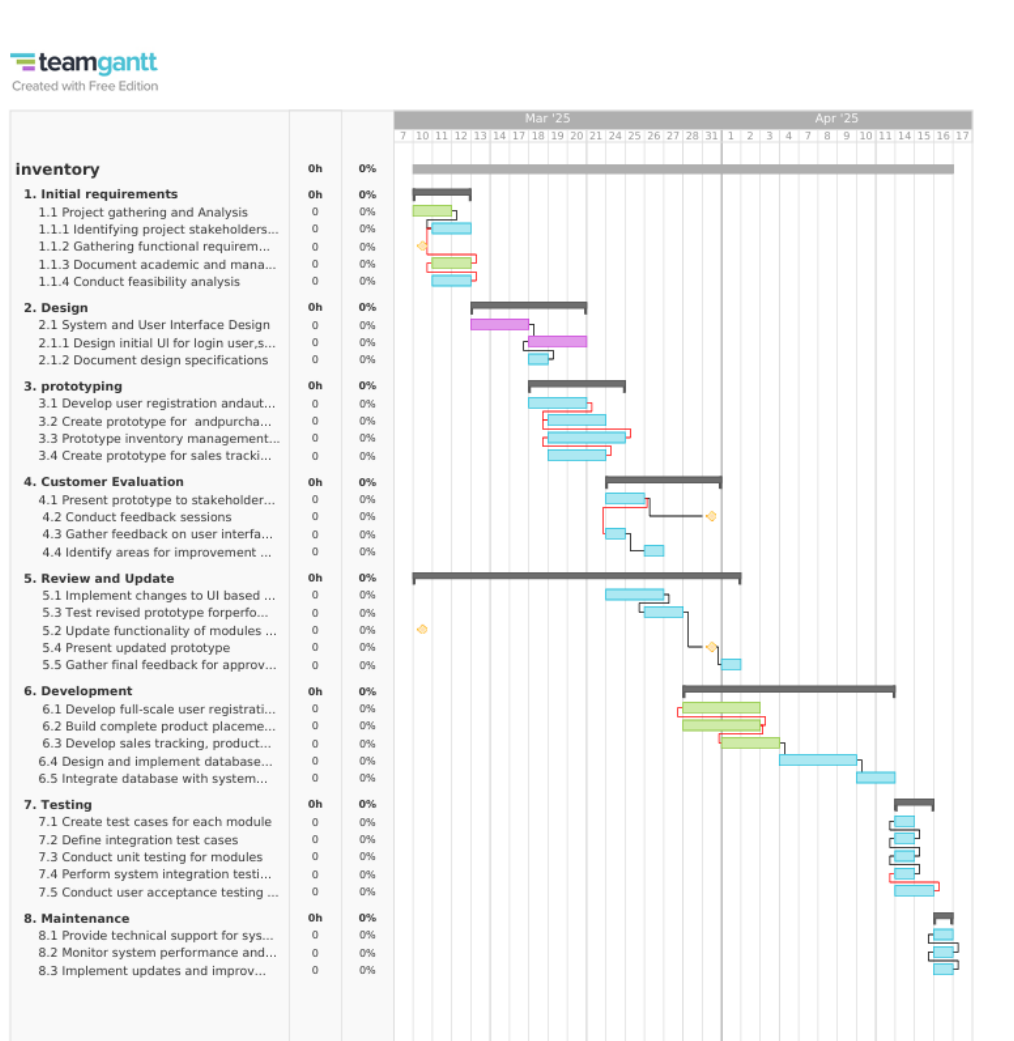 teamgantt
Created with Free Edition
Mar '25 Apr '25
7 10 11 12 13 14 17 18 19 20 21 24 25 26 27 28 31 1 2 3 4 7 8 9 10 11 14 15 16 17
inventory 0h 0%
1. Initial requirements 0h 0%
1.1 Project gathering and Analysis 0 0%
1.1.1 Identifying project stakeholders... 0 0%
1.1.2 Gathering functional requirem... 0 0%
1.1.3 Document academic and mana... 0 0%
1.1.4 Conduct feasibility analysis 0 0%
2. Design 0h 0%
2.1 System and User Interface Design 0 0%
2.1.1 Design initial UI for login user,s... 0 0%
2.1.2 Document design specifications 0 0%
3. prototyping 0h 0%
3.1 Develop user registration andaut... 0 0%
3.2 Create prototype for andpurcha... 0 0%
3.3 Prototype inventory management... 0 0%
3.4 Create prototype for sales tracki... 0 0%
4. Customer Evaluation 0h 0%
4.1 Present prototype to stakeholder... 0 0%
4.2 Conduct feedback sessions 0 0%
4.3 Gather feedback on user interfa... 0 0%
4.4 Identify areas for improvement ... 0 0%
5. Review and Update 0h 0%
5.1 Implement changes to UI based ... 0 0%
5.3 Test revised prototype forperfo... 0 0%
5.2 Update functionality of modules ... 0 0%
5.4 Present updated prototype 0 0%
5.5 Gather final feedback for approv... 0 0%
6. Development 0h 0%
6.1 Develop full-scale user registrati... 0 0%
6.2 Build complete product placeme... 0 0%
6.3 Develop sales tracking, product... 0 0%
6.4 Design and implement database... 0 0%
6.5 Integrate database with system... 0 0%
7. Testing 0h 0%
7.1 Create test cases for each module 0 0%
7.2 Define integration test cases 0 0%
7.3 Conduct unit testing for modules 0 0%
7.4 Perform system integration testi... 0 0%
7.5 Conduct user acceptance testing ... 0 0%
8. Maintenance 0h 0%
8.1 Provide technical support for sys... 0 0%
8.2 Monitor system performance and... 0 0%
8.3 Implement updates and improv... 0 0%